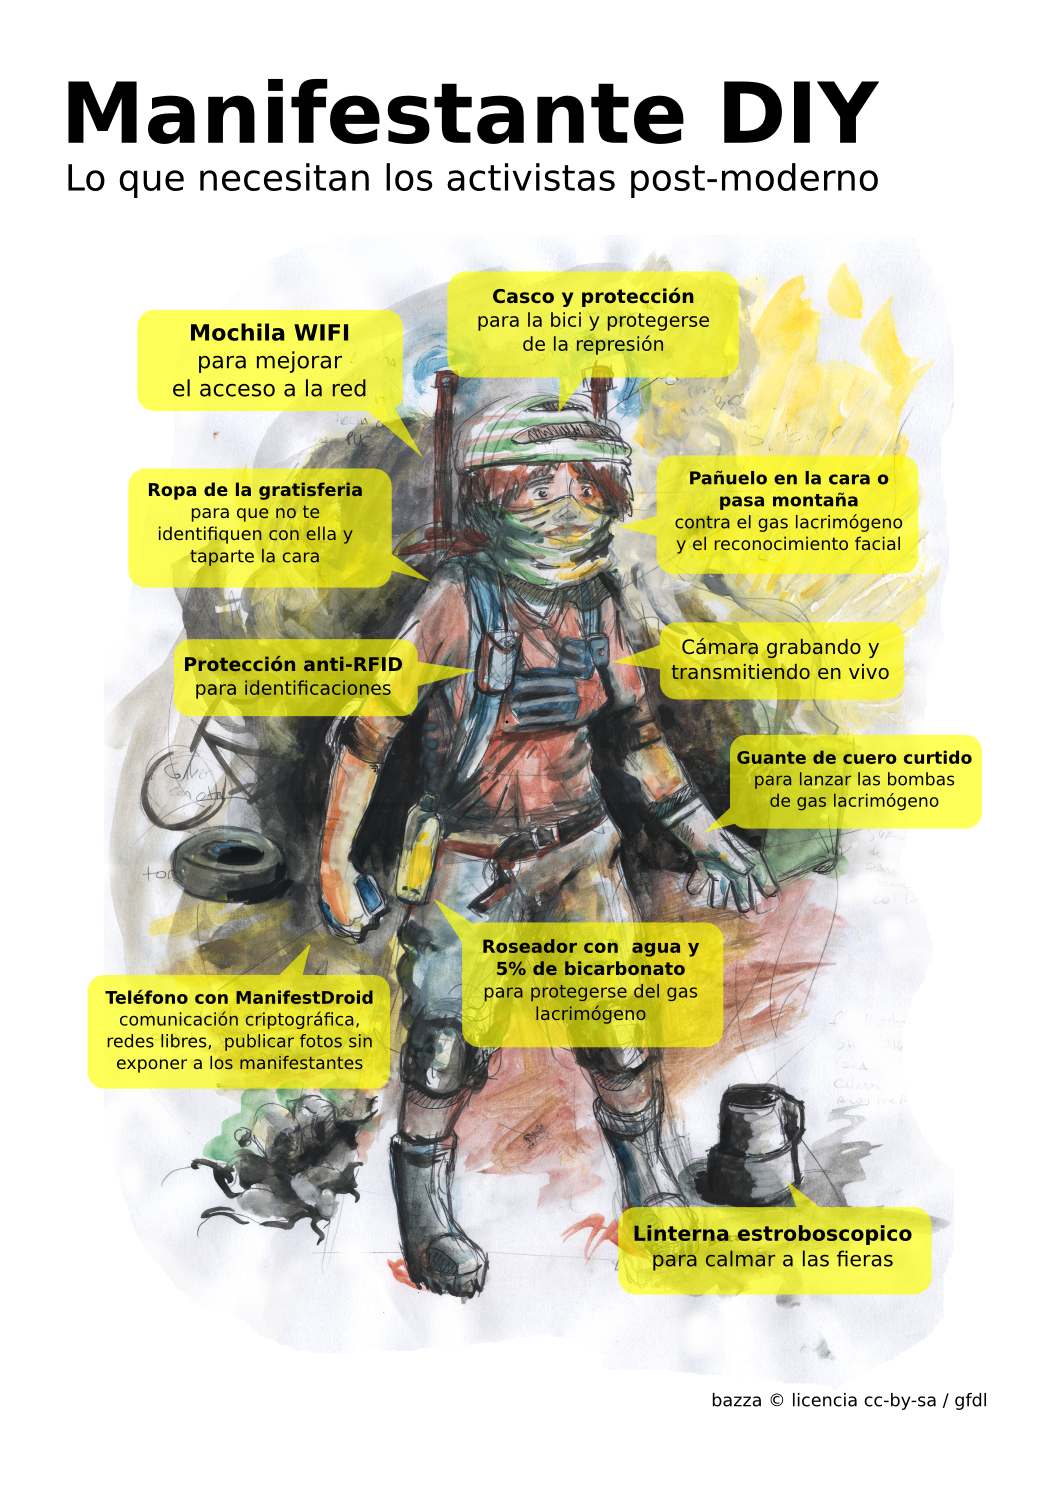 Manifestante DIY
Lo que necesitan los activistas post-moderno
Casco y protección
para la bici y protegerse
de la represión
Mochila WIFI
para mejorar
el acceso a la red
Ropa de la gratisferia
para que no te
identifiquen con ella y
taparte la cara
Pañuelo en la cara o
pasa montaña
contra el gas lacrimógeno
y el reconocimiento facial
Protección anti-RFID
para identificaciones
Cámara grabando y
transmitiendo en vivo
Guante de cuero curtido
para lanzar las bombas
de gas lacrimógeno
Roseador con  agua y
5% de bicarbonato
para protegerse del gas
lacrimógeno
Teléfono con ManifestDroid
comunicación criptográfica,
redes libres,  publicar fotos sin
exponer a los manifestantes
Linterna estroboscopico
para calmar a las fieras
bazza © licencia cc-by-sa / gfdl